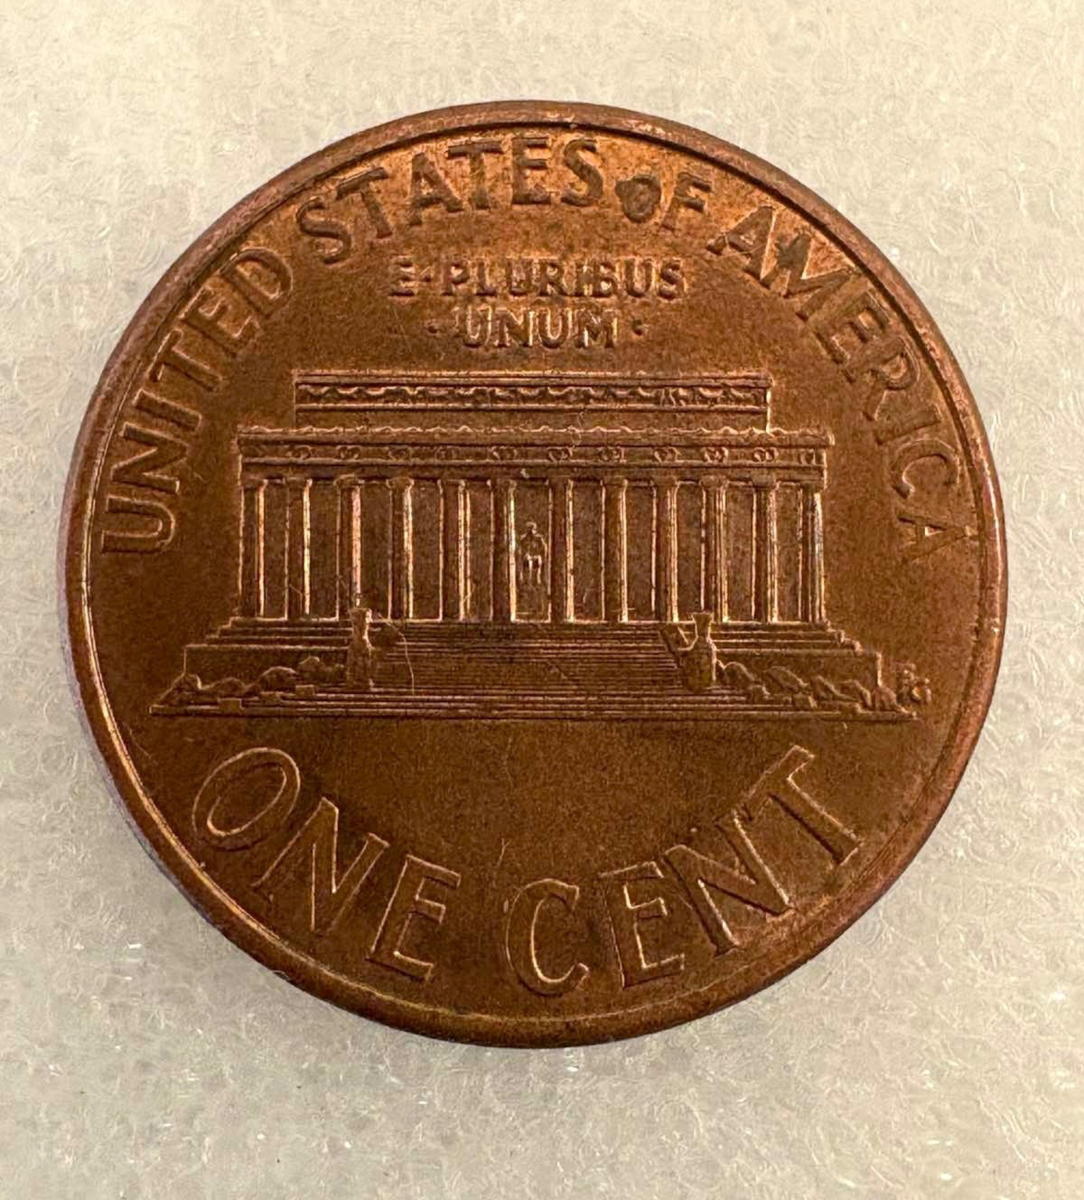 UNITED STATES OF AMERICA
E·PLURIBUS
·UNUM·
ONE CENT